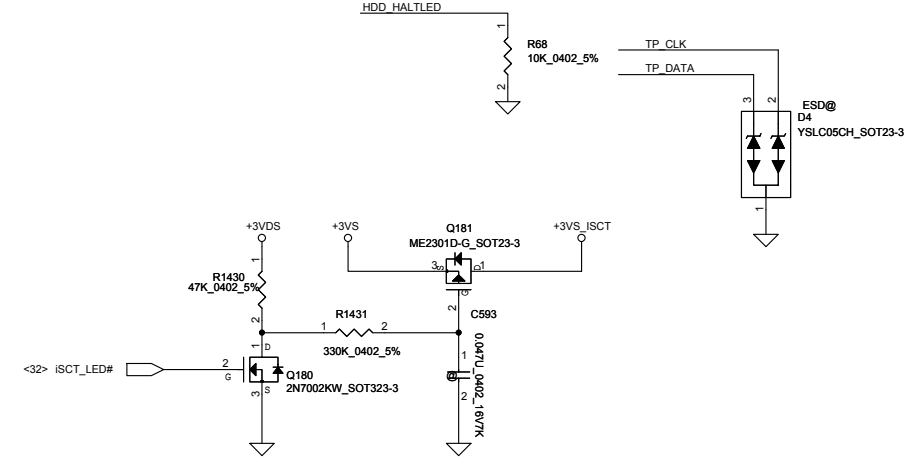 HDD_HALTLED
1
R68
10K_0402_5%
2
TP_CLK
TP_DATA
3
2
ESD@
D4
YSLC05CH_SOT23-3
1
+3VDS
+3VS
Q181
ME2301D-G_SOT23-3
+3VS_ISCT
3
S
D
1
G
2
1
R1430
47K_0402_5%
2
R1431
1
2
330K_0402_5%
C593
0.047U_0402_16V7K
1
@
2
<32> iSCT_LED#
2
G
1
D
Q180
2N7002KW_SOT323-3
3
S